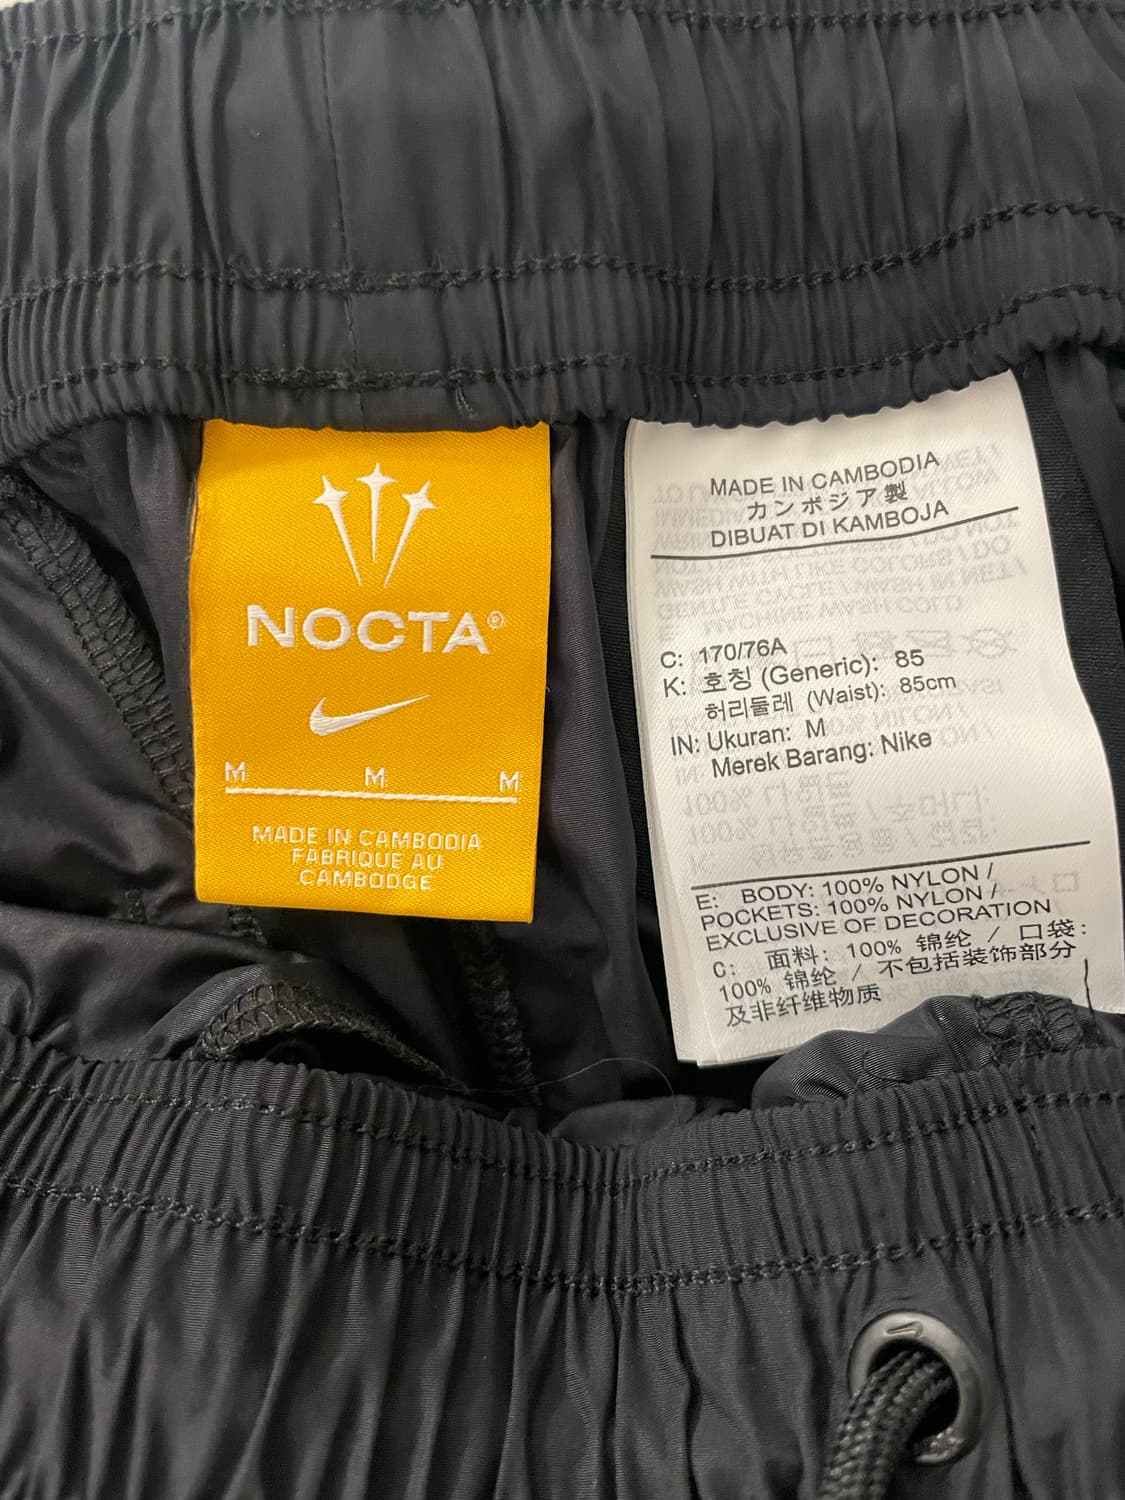 NOCTA®
M M M
MADE IN CAMBODIA
FABRIQUE AU
CAMBODGE
MADE IN CAMBODIA
カンボジア製
DIBUAT DI KAMBOJA
C: 170/76A
K: 호칭 (Generic): 85
허리둘레 (Waist): 85cm
IN: Ukuran: M
Merek Barang: Nike
E: BODY: 100% NYLON /
POCKETS: 100% NYLON /
EXCLUSIVE OF DECORATION
C: 面料: 100% 锦纶 / 口袋:
100% 锦纶 / 不包括装饰部分
及非纤维物质